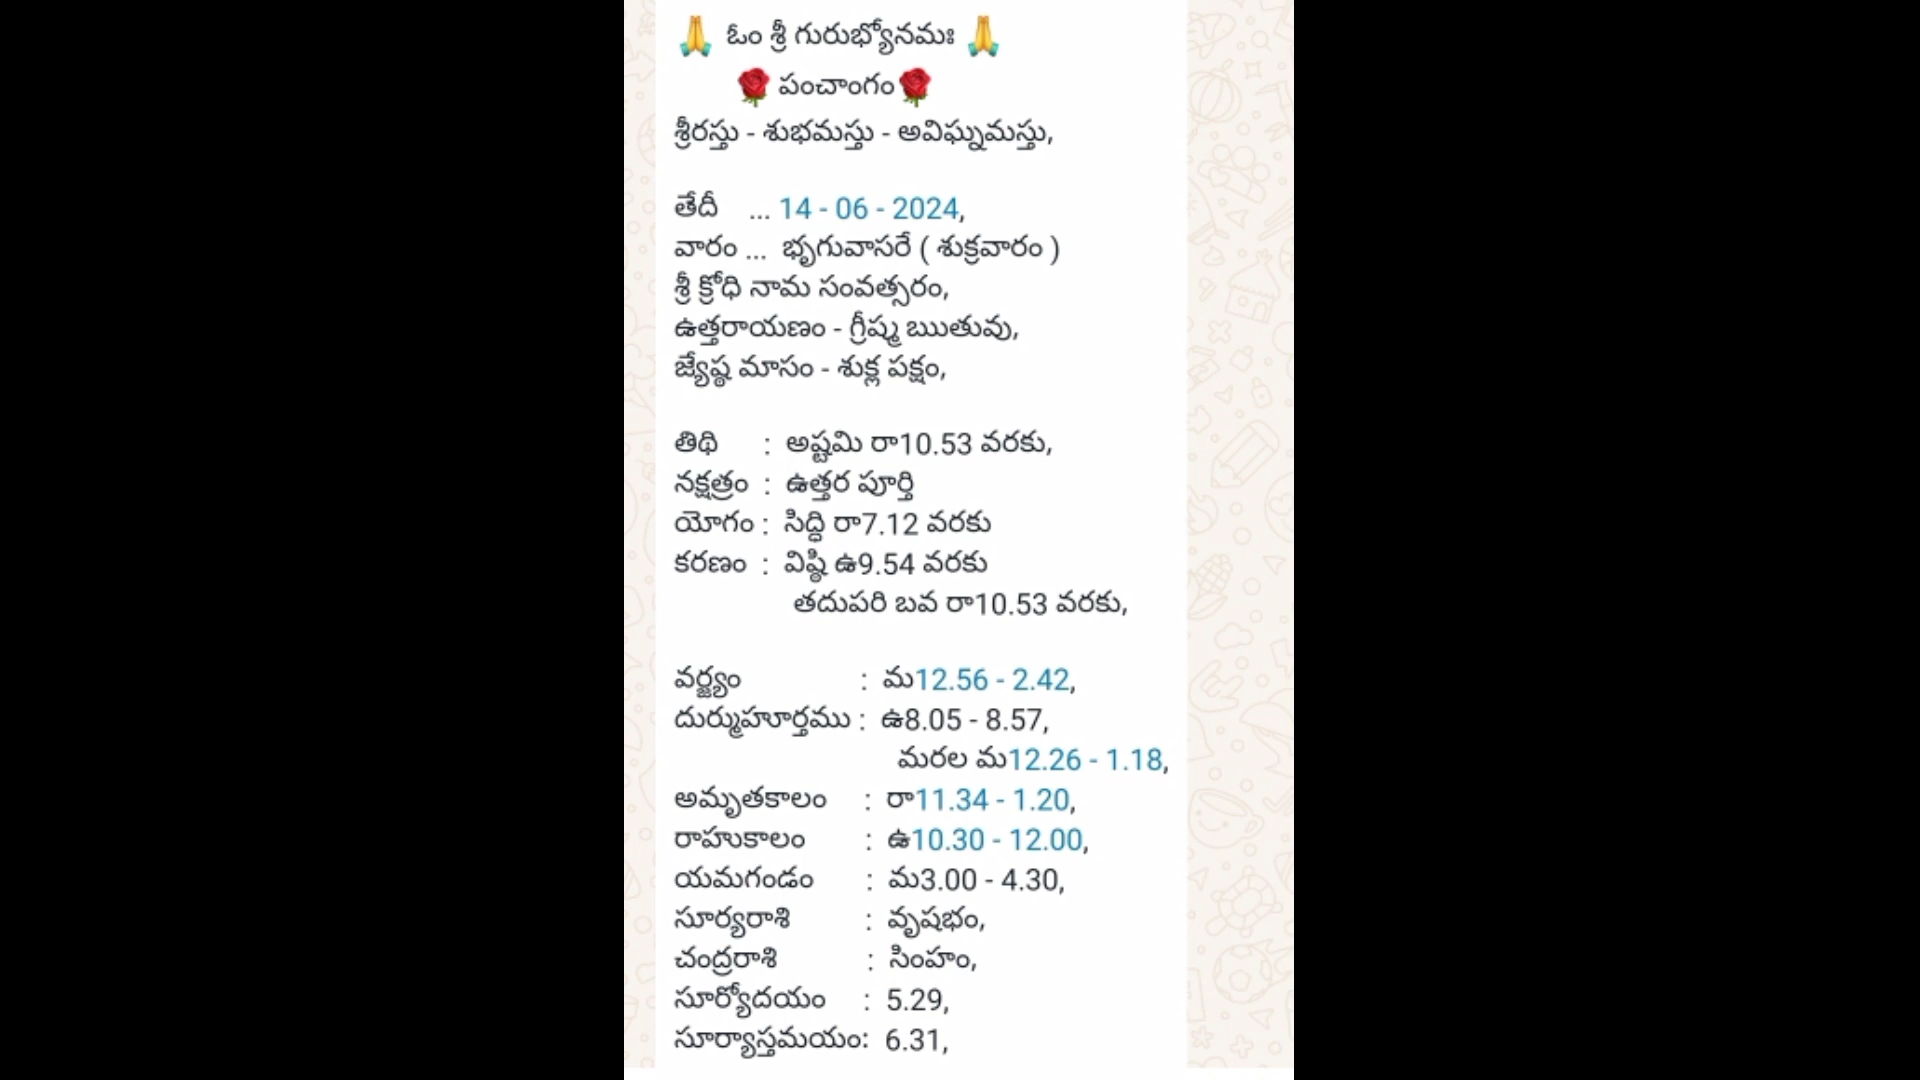 🙏 ఓం శ్రీ గురుభ్యోనమః 🙏
🌹 పంచాంగం🌹
శ్రీరస్తు - శుభమస్తు - అవిఘ్నమస్తు,
తేదీ ... 14 - 06 - 2024,
వారం ... భృగువాసరే ( శుక్రవారం )
శ్రీ క్రోధి నామ సంవత్సరం,
ఉత్తరాయణం - గ్రీష్మ ఋతువు,
జ్యేష్ఠ మాసం - శుక్ల పక్షం,
తిథి : అష్టమి రా10.53 వరకు,
నక్షత్రం : ఉత్తర పూర్తి
యోగం : సిద్ధి రా7.12 వరకు
కరణం : విష్ఠి ఉ9.54 వరకు
తదుపరి బవ రా10.53 వరకు,
వర్జ్యం : మ12.56 - 2.42,
దుర్ముహూర్తము : ఉ8.05 - 8.57,
మరల మ12.26 - 1.18,
అమృతకాలం : రా11.34 - 1.20,
రాహుకాలం : ఉ10.30 - 12.00,
యమగండం : మ3.00 - 4.30,
సూర్యరాశి : వృషభం,
చంద్రరాశి : సింహం,
సూర్యోదయం : 5.29,
సూర్యాస్తమయం: 6.31,